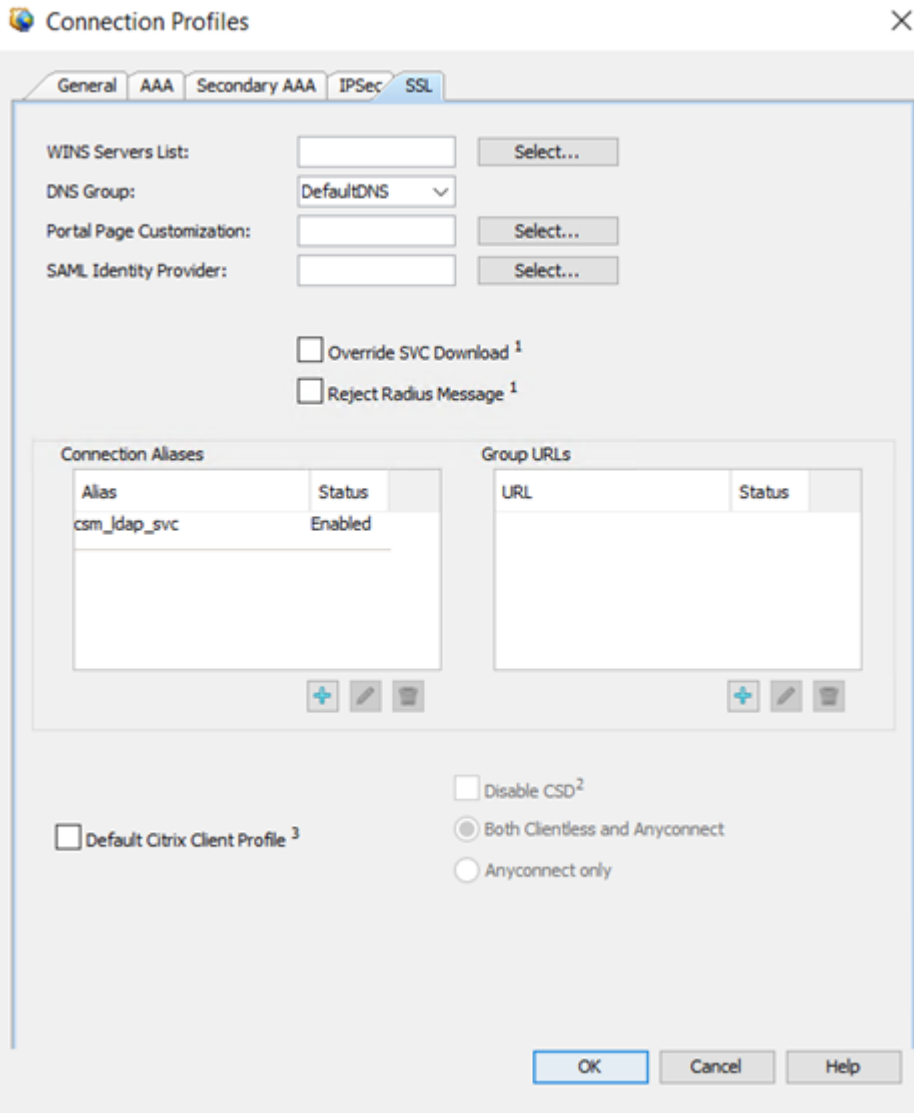 Connection Profiles
General AAA Secondary AAA IPSec SSL
WINS Servers List: Select...
DNS Group: DefaultDNS
Portal Page Customization: Select...
SAML Identity Provider: Select...
Override SVC Download 1
Reject Radius Message 1
Connection Aliases Group URLs
Alias Status URL Status
csm_ldap_svc Enabled
Disable CSD2
Default Citrix Client Profile 3 Both Clientless and Anyconnect
Anyconnect only
OK Cancel Help